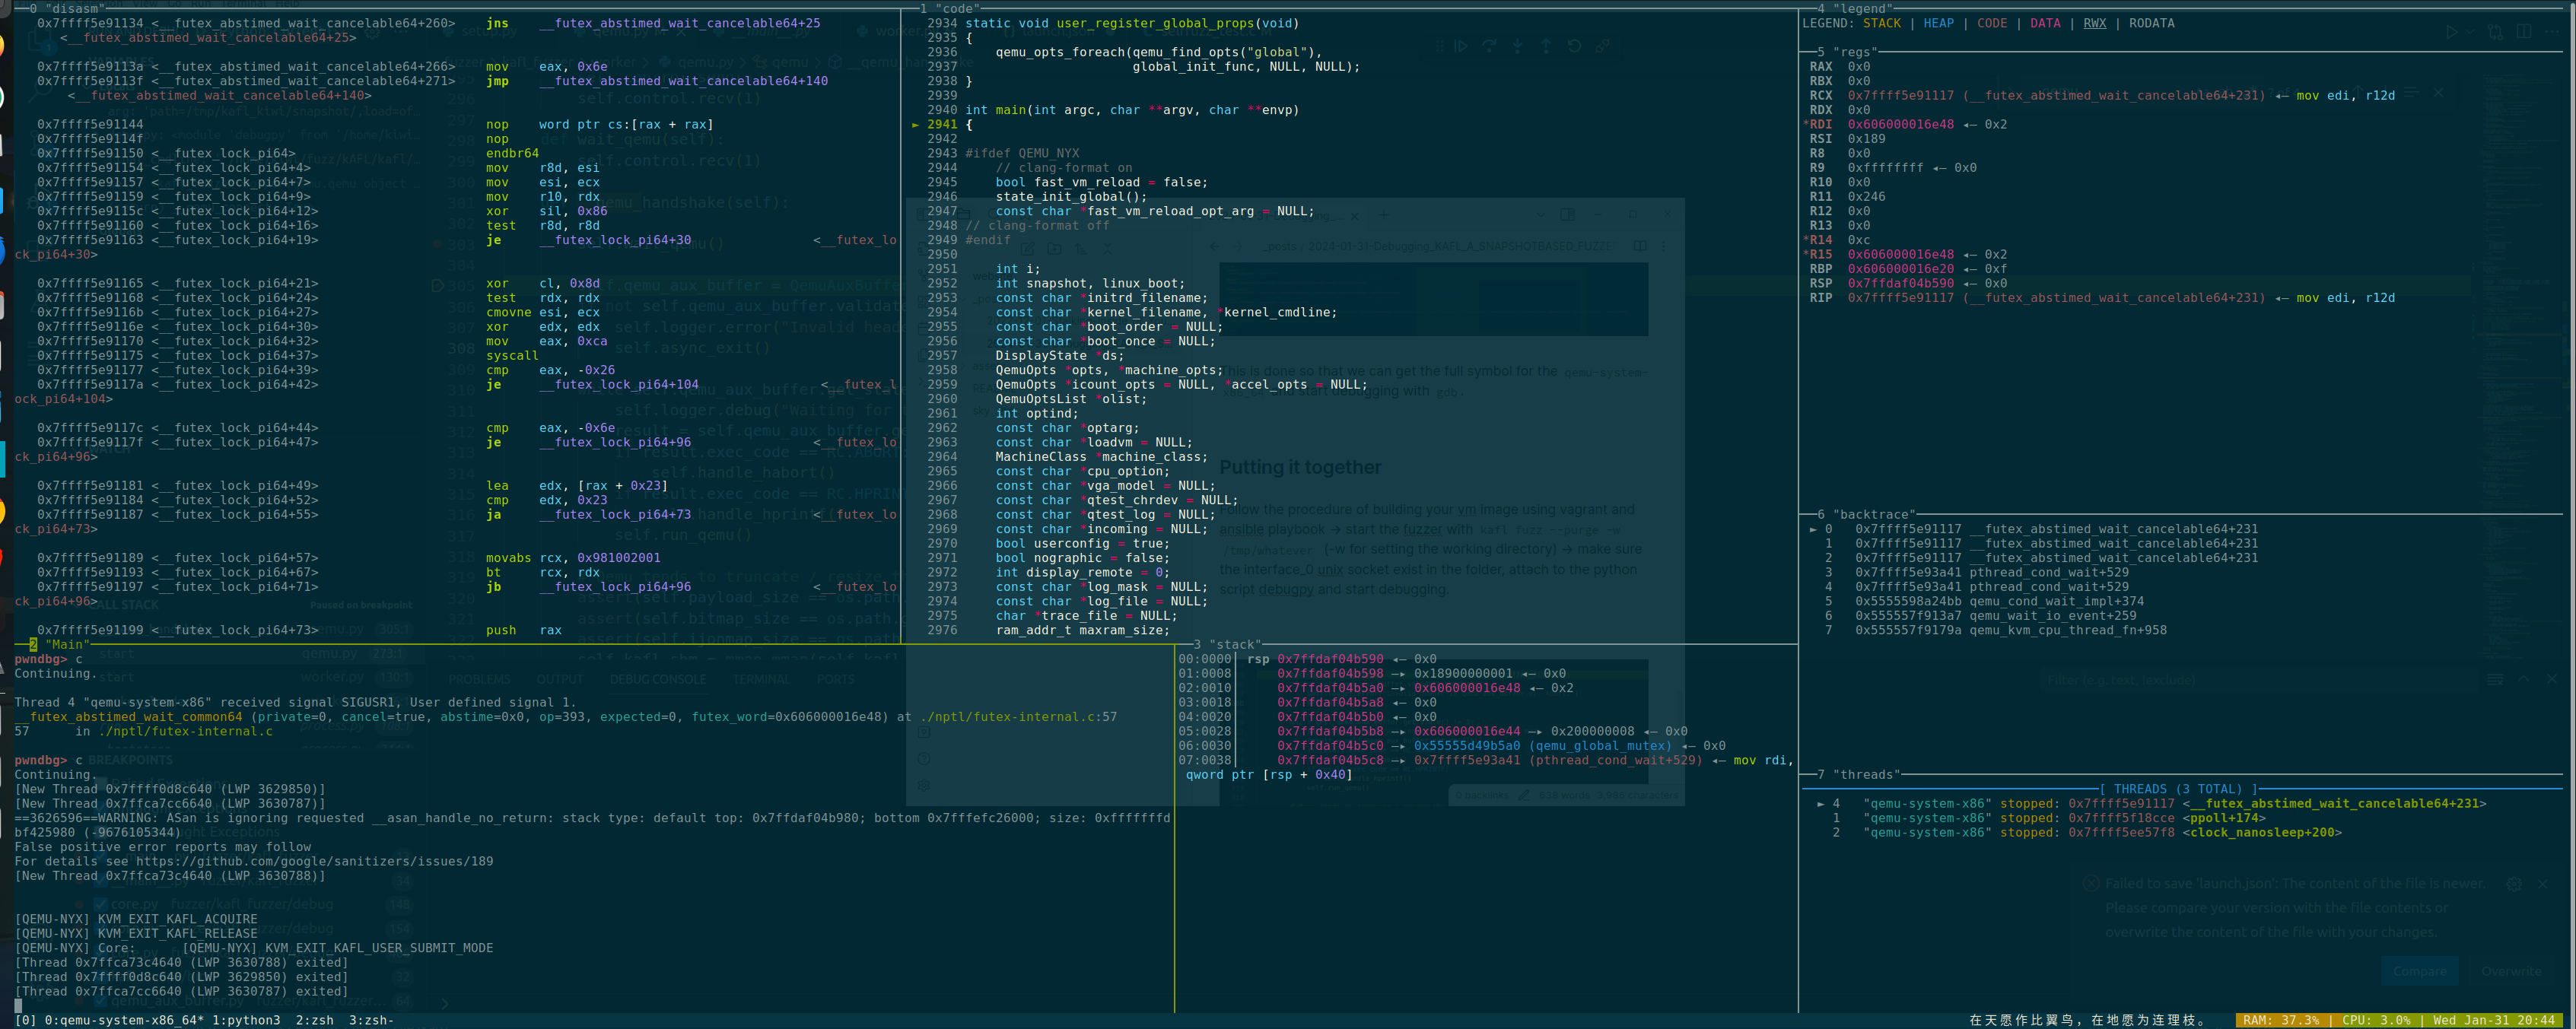 0 "disasm"
0x7ffff5e91134 <__futex_abstimed_wait_cancelable64+260> jns __futex_abstimed_wait_cancelable64+25
<__futex_abstimed_wait_cancelable64+25>
0x7ffff5e9113a <__futex_abstimed_wait_cancelable64+266> mov eax, 0x6e
0x7ffff5e9113f <__futex_abstimed_wait_cancelable64+271> jmp __futex_abstimed_wait_cancelable64+140
<__futex_abstimed_wait_cancelable64+140>
0x7ffff5e91144 nop word ptr cs:[rax + rax]
0x7ffff5e9114f nop
0x7ffff5e91150 <__futex_lock_pi64> endbr64
0x7ffff5e91154 <__futex_lock_pi64+4> mov r8d, esi
0x7ffff5e91157 <__futex_lock_pi64+7> mov esi, ecx
0x7ffff5e91159 <__futex_lock_pi64+9> mov r10, rdx
0x7ffff5e9115c <__futex_lock_pi64+12> xor sil, 0x86
0x7ffff5e91160 <__futex_lock_pi64+16> test r8d, r8d
0x7ffff5e91163 <__futex_lock_pi64+19> je __futex_lock_pi64+30 <__futex_lo
ck_pi64+30>
0x7ffff5e91165 <__futex_lock_pi64+21> xor cl, 0x8d
0x7ffff5e91168 <__futex_lock_pi64+24> test rdx, rdx
0x7ffff5e9116b <__futex_lock_pi64+27> cmovne esi, ecx
0x7ffff5e9116e <__futex_lock_pi64+30> xor edx, edx
0x7ffff5e91170 <__futex_lock_pi64+32> mov eax, 0xca
0x7ffff5e91175 <__futex_lock_pi64+37> syscall
0x7ffff5e91177 <__futex_lock_pi64+39> cmp eax, -0x26
0x7ffff5e9117a <__futex_lock_pi64+42> je __futex_lock_pi64+104 <__futex_l
ock_pi64+104>
0x7ffff5e9117c <__futex_lock_pi64+44> cmp eax, -0x6e
0x7ffff5e9117f <__futex_lock_pi64+47> je __futex_lock_pi64+96 <__futex_lo
ck_pi64+96>
0x7ffff5e91181 <__futex_lock_pi64+49> lea edx, [rax + 0x23]
0x7ffff5e91184 <__futex_lock_pi64+52> cmp edx, 0x23
0x7ffff5e91187 <__futex_lock_pi64+55> ja __futex_lock_pi64+73 <__futex_lo
ck_pi64+73>
0x7ffff5e91189 <__futex_lock_pi64+57> movabs rcx, 0x981002001
0x7ffff5e91193 <__futex_lock_pi64+67> bt rcx, rdx
0x7ffff5e91197 <__futex_lock_pi64+71> jb __futex_lock_pi64+96 <__futex_lo
ck_pi64+96>
0x7ffff5e91199 <__futex_lock_pi64+73> push rax
1 "code"
2934 static void user_register_global_props(void)
2935 {
2936 qemu_opts_foreach(qemu_find_opts("global"),
2937 global_init_func, NULL, NULL);
2938 }
2939
2940 int main(int argc, char **argv, char **envp)
► 2941 {
2942
2943 #ifdef QEMU_NYX
2944 // clang-format on
2945 bool fast_vm_reload = false;
2946 state_init_global();
2947 const char *fast_vm_reload_opt_arg = NULL;
2948 // clang-format off
2949 #endif
2950
2951 int i;
2952 int snapshot, linux_boot;
2953 const char *initrd_filename;
2954 const char *kernel_filename, *kernel_cmdline;
2955 const char *boot_order = NULL;
2956 const char *boot_once = NULL;
2957 DisplayState *ds;
2958 QemuOpts *opts, *machine_opts;
2959 QemuOpts *icount_opts = NULL, *accel_opts = NULL;
2960 QemuOptsList *olist;
2961 int optind;
2962 const char *optarg;
2963 const char *loadvm = NULL;
2964 MachineClass *machine_class;
2965 const char *cpu_option;
2966 const char *vga_model = NULL;
2967 const char *qtest_chrdev = NULL;
2968 const char *qtest_log = NULL;
2969 const char *incoming = NULL;
2970 bool userconfig = true;
2971 bool nographic = false;
2972 int display_remote = 0;
2973 const char *log_mask = NULL;
2974 const char *log_file = NULL;
2975 char *trace_file = NULL;
2976 ram_addr_t maxram_size;
4 "legend"
LEGEND: STACK | HEAP | CODE | DATA | RWX | RODATA
5 "regs"
RAX 0x0
RBX 0x0
RCX 0x7ffff5e91117 (__futex_abstimed_wait_cancelable64+231) ◂— mov edi, r12d
RDX 0x0
*RDI 0x606000016e48 ◂— 0x2
RSI 0x189
R8 0x0
R9 0xffffffff ◂— 0x0
R10 0x0
R11 0x246
R12 0x0
R13 0x0
*R14 0xc
*R15 0x606000016e48 ◂— 0x2
RBP 0x606000016e20 ◂— 0xf
RSP 0x7ffdaf04b590 ◂— 0x0
RIP 0x7ffff5e91117 (__futex_abstimed_wait_cancelable64+231) ◂— mov edi, r12d
6 "backtrace"
► 0 0x7ffff5e91117 __futex_abstimed_wait_cancelable64+231
1 0x7ffff5e91117 __futex_abstimed_wait_cancelable64+231
2 0x7ffff5e91117 __futex_abstimed_wait_cancelable64+231
3 0x7ffff5e93a41 pthread_cond_wait+529
4 0x7ffff5e93a41 pthread_cond_wait+529
5 0x5555598a24bb qemu_cond_wait_impl+374
6 0x555557f913a7 qemu_wait_io_event+259
7 0x555557f9179a qemu_kvm_cpu_thread_fn+958
2 "Main"
pwndbg> c
Continuing.
Thread 4 "qemu-system-x86" received signal SIGUSR1, User defined signal 1.
__futex_abstimed_wait_common64 (private=0, cancel=true, abstime=0x0, op=393, expected=0, futex_word=0x606000016e48) at ./nptl/futex-internal.c:57
57 in ./nptl/futex-internal.c
pwndbg> c
Continuing.
[New Thread 0x7ffff0d8c640 (LWP 3629850)]
[New Thread 0x7ffca7cc6640 (LWP 3630787)]
==3626596==WARNING: ASan is ignoring requested __asan_handle_no_return: stack type: default top: 0x7ffdaf04b980; bottom 0x7fffefc26000; size: 0xfffffffd
bf425980 (-9676105344)
False positive error reports may follow
For details see https://github.com/google/sanitizers/issues/189
[New Thread 0x7ffca73c4640 (LWP 3630788)]
[QEMU-NYX] KVM_EXIT_KAFL_ACQUIRE
[QEMU-NYX] KVM_EXIT_KAFL_RELEASE
[QEMU-NYX] Core: [QEMU-NYX] KVM_EXIT_KAFL_USER_SUBMIT_MODE
[Thread 0x7ffca73c4640 (LWP 3630788) exited]
[Thread 0x7ffff0d8c640 (LWP 3629850) exited]
[Thread 0x7ffca7cc6640 (LWP 3630787) exited]
3 "stack"
00:0000│ rsp 0x7ffdaf04b590 ◂— 0x0
01:0008│ 0x7ffdaf04b598 —▸ 0x18900000001 ◂— 0x0
02:0010│ 0x7ffdaf04b5a0 —▸ 0x606000016e48 ◂— 0x2
03:0018│ 0x7ffdaf04b5a8 ◂— 0x0
04:0020│ 0x7ffdaf04b5b0 ◂— 0x0
05:0028│ 0x7ffdaf04b5b8 —▸ 0x606000016e44 —▸ 0x200000008 ◂— 0x0
06:0030│ 0x7ffdaf04b5c0 —▸ 0x55555d49b5a0 (qemu_global_mutex) ◂— 0x0
07:0038│ 0x7ffdaf04b5c8 —▸ 0x7ffff5e93a41 (pthread_cond_wait+529) ◂— mov rdi,
qword ptr [rsp + 0x40]
7 "threads"
[ THREADS (3 TOTAL) ]
► 4 "qemu-system-x86" stopped: 0x7ffff5e91117 <__futex_abstimed_wait_cancelable64+231>
1 "qemu-system-x86" stopped: 0x7ffff5f18cce <ppoll+174>
2 "qemu-system-x86" stopped: 0x7ffff5ee57f8 <clock_nanosleep+200>
Failed to save 'launch.json': The content of the file is newer.
Please compare your version with the file contents or
overwrite the content of the file with your changes.
Compare Overwrite
Putting it together
[0] 0:qemu-system-x86_64* 1:python3 2:zsh 3:zsh-
在天愿作比翼鸟，在地愿为连理枝。 RAM: 37.3% | CPU: 3.0% | Wed Jan-31 20:44